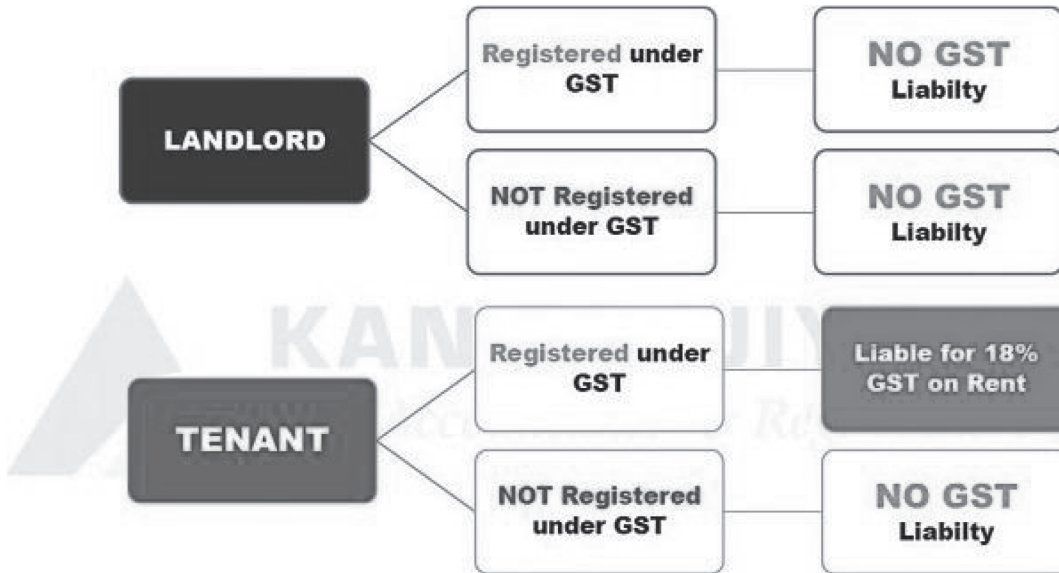 LANDLORD
Registered under
GST
NO GST
Liabilty
NOT Registered
under GST
NO GST
Liabilty
TENANT
Registered under
GST
Liable for 18%
GST on Rent
NOT Registered
under GST
NO GST
Liabilty